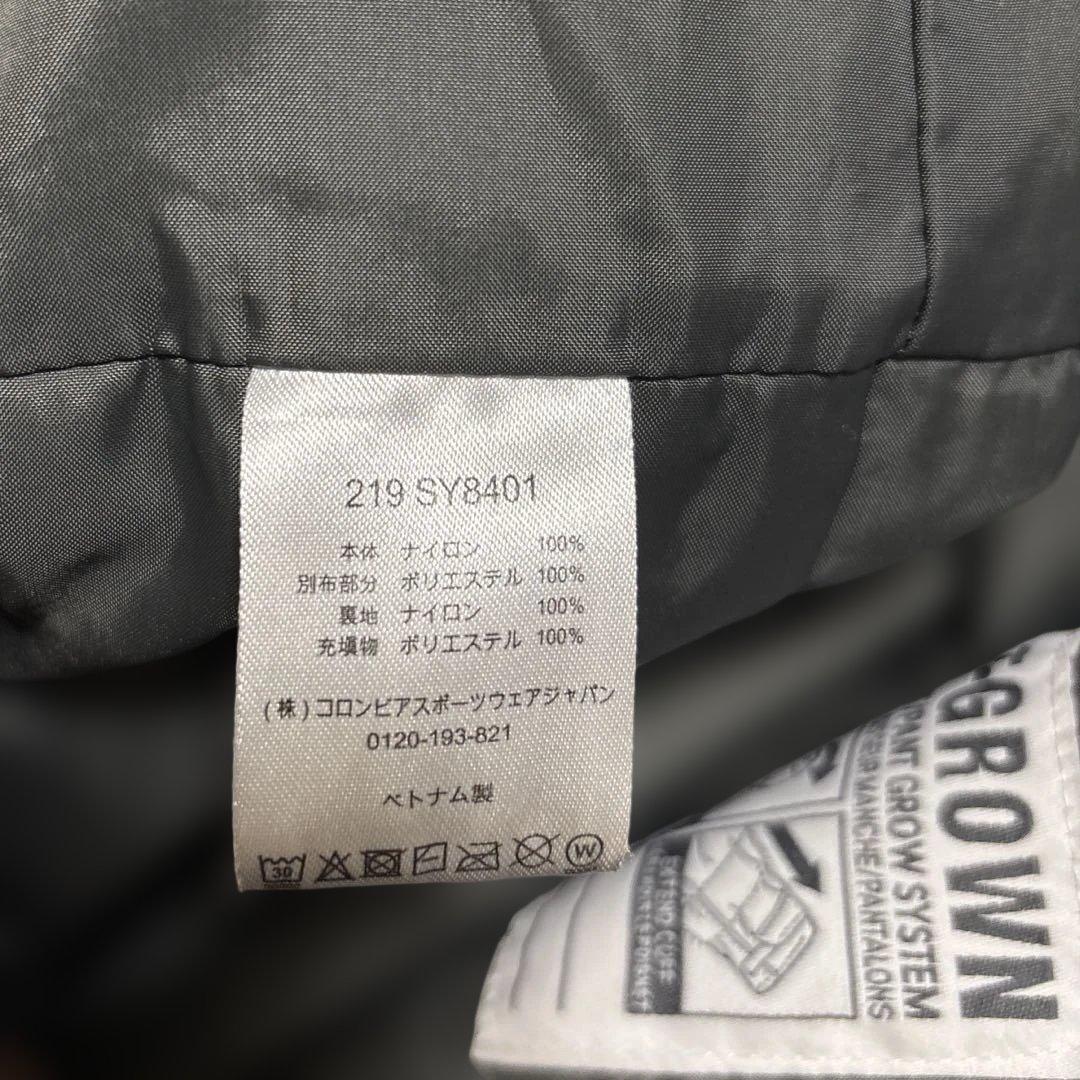 219 SY8401
本体 ナイロン 100%
別布部分 ポリエステル 100%
裏地 ナイロン 100%
充填物 ポリエステル 100%
(株)コロンビアスポーツウェアジャパン
0120-193-821
ベトナム製
30
W
GROWN
PANT GROW SYSTEM
MANCHE/PANTALONS
EXTEND CUFF